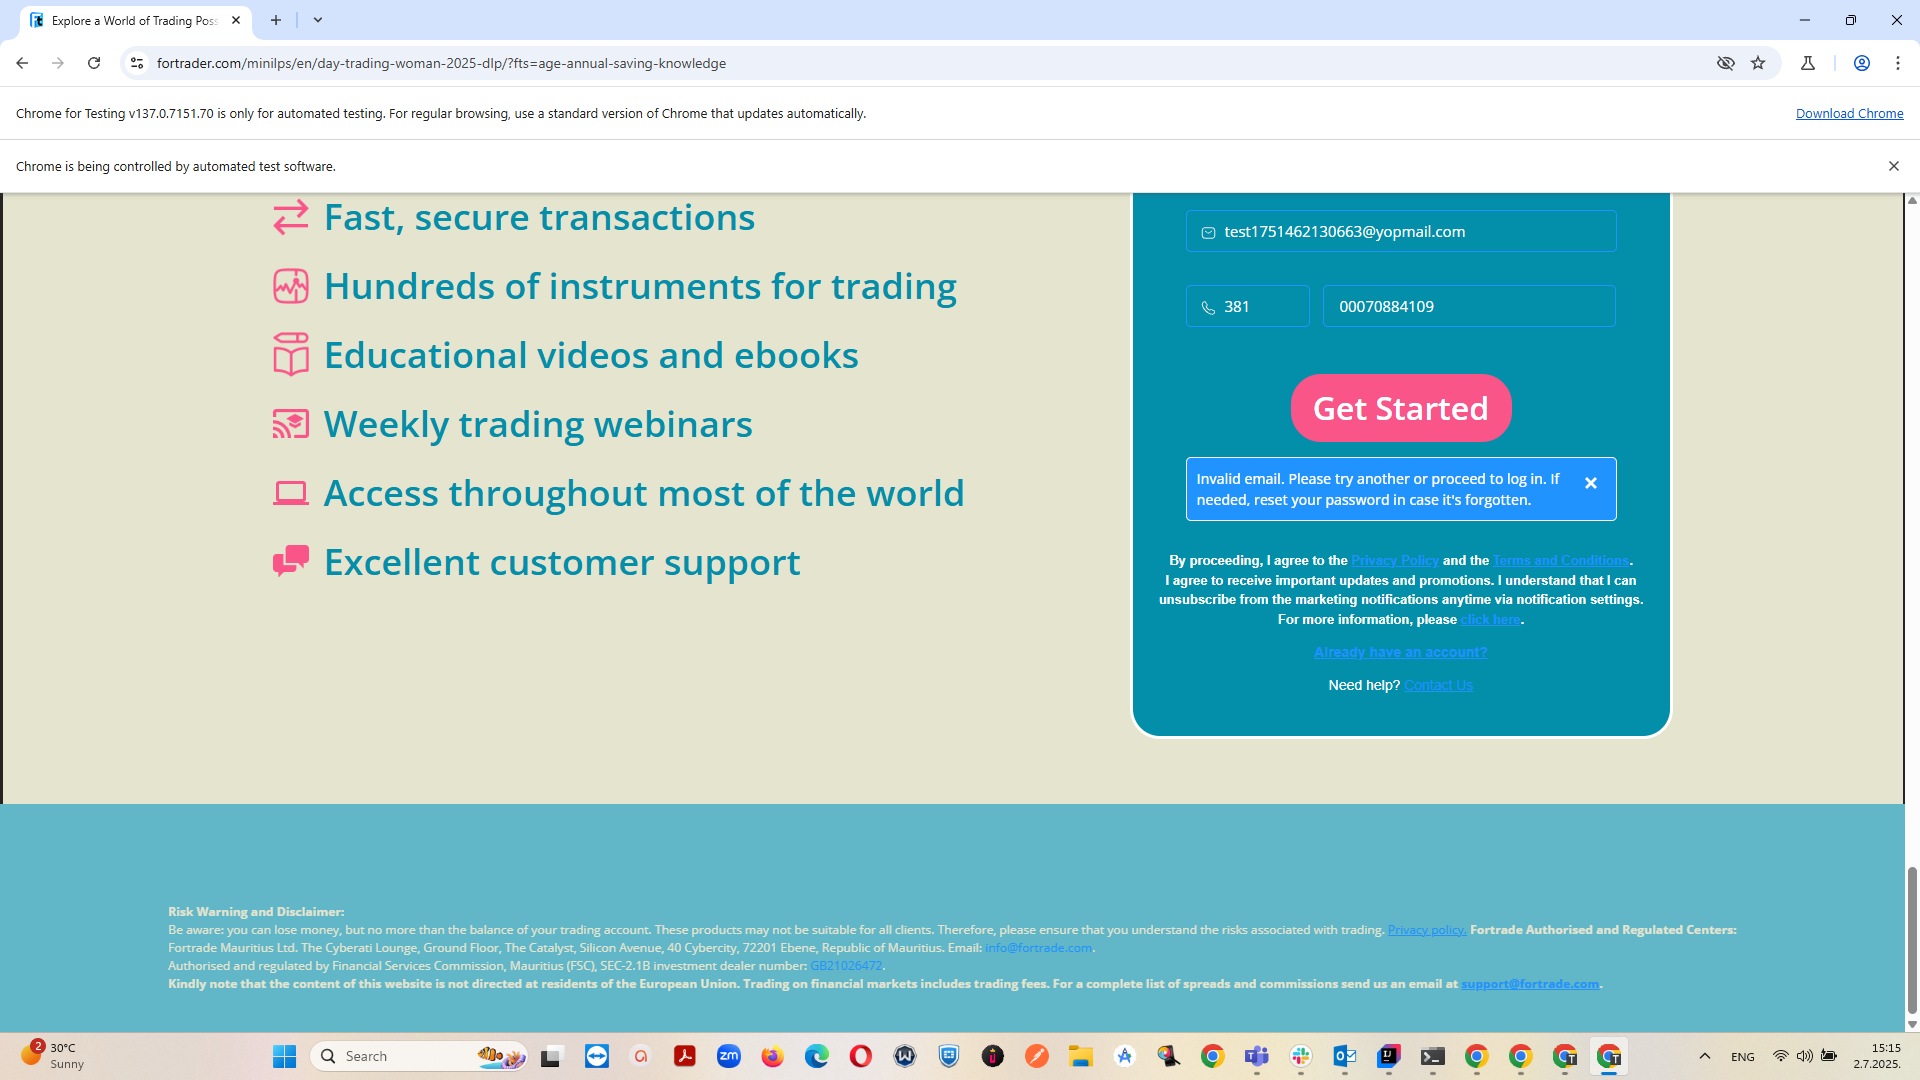 Explore a World of Trading Poss
fortrader.com/minilps/en/day-trading-woman-2025-dlp/?fts=age-annual-saving-knowledge
Chrome for Testing v137.0.7151.70 is only for automated testing. For regular browsing, use a standard version of Chrome that updates automatically.
Download Chrome
Chrome is being controlled by automated test software.
Fast, secure transactions
Hundreds of instruments for trading
Educational videos and ebooks
Weekly trading webinars
Access throughout most of the world
Excellent customer support
test1751462130663@yopmail.com
381
00070884109
Get Started
Invalid email. Please try another or proceed to log in. If
needed, reset your password in case it's forgotten.
By proceeding, I agree to the Privacy Policy and the Terms and Conditions.
I agree to receive important updates and promotions. I understand that I can
unsubscribe from the marketing notifications anytime via notification settings.
For more information, please click here.
Already have an account?
Need help? Contact Us
Risk Warning and Disclaimer:
Be aware: you can lose money, but no more than the balance of your trading account. These products may not be suitable for all clients. Therefore, please ensure that you understand the risks associated with trading. Privacy policy. Fortrade Authorised and Regulated Centers:
Fortrade Mauritius Ltd. The Cyberati Lounge, Ground Floor, The Catalyst, Silicon Avenue, 40 Cybercity, 72201 Ebene, Republic of Mauritius. Email: info@fortrade.com.
Authorised and regulated by Financial Services Commission, Mauritius (FSC), SEC-2.1B investment dealer number: GB21026472.
Kindly note that the content of this website is not directed at residents of the European Union. Trading on financial markets includes trading fees. For a complete list of spreads and commissions send us an email at support@fortrade.com.
2
30°C
Sunny
Search
zm
ENG
15:15
2.7.2025.